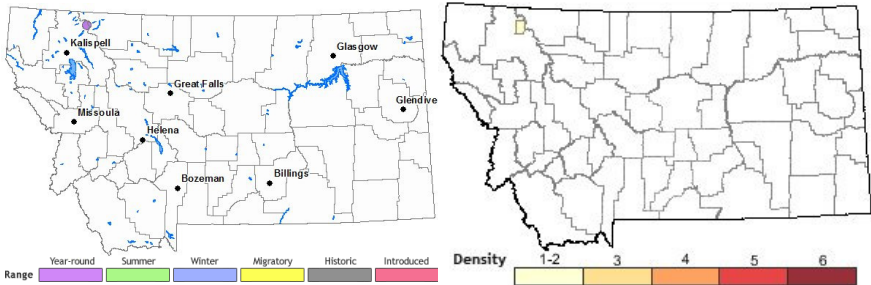 Kalispell
Glasgow
Great Falls
Glendive
Missoula
Helena
Bozeman
Billings
Range Year-round Summer Winter Migratory Historic Introduced
Density 1-2 3 4 5 6